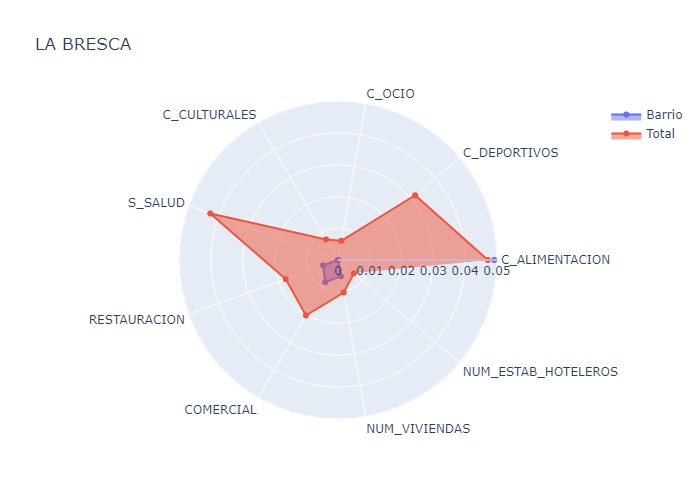 LA BRESCA
C_OCIO
C_CULTURALES
Barrio
Total
C_DEPORTIVOS
S_SALUD
C_ALIMENTACION
0 0.01 0.02 0.03 0.04 0.05
RESTAURACION
NUM_ESTAB_HOTELEROS
COMERCIAL
NUM_VIVIENDAS